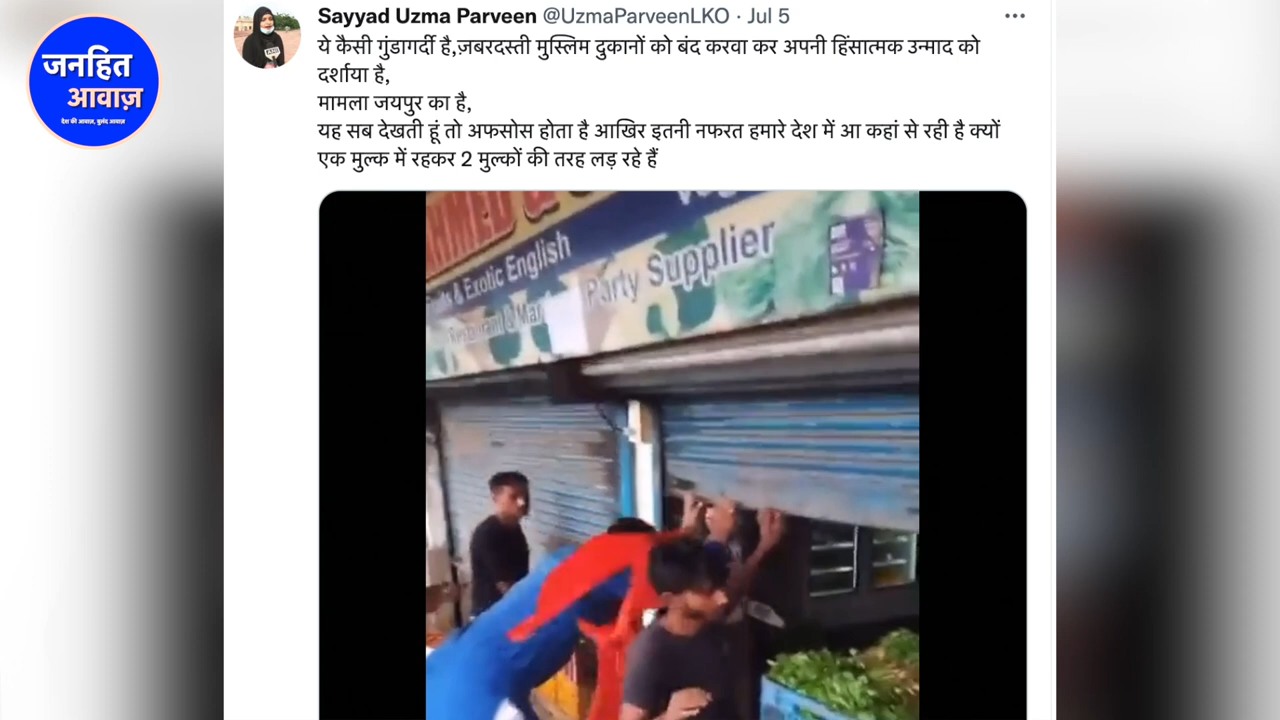 जनहित
आवाज़
देश की आवाज़, बुलंद आवाज़
Sayyad Uzma Parveen @UzmaParveenLKO · Jul 5
ये कैसी गुंडागर्दी है,ज़बरदस्ती मुस्लिम दुकानों को बंद करवा कर अपनी हिंसात्मक उन्माद को
दर्शाया है,
मामला जयपुर का है,
यह सब देखती हूं तो अफसोस होता है आखिर इतनी नफरत हमारे देश में आ कहां से रही है क्यों
एक मुल्क में रहकर 2 मुल्कों की तरह लड़ रहे हैं
& Exotic English
Party Supplier